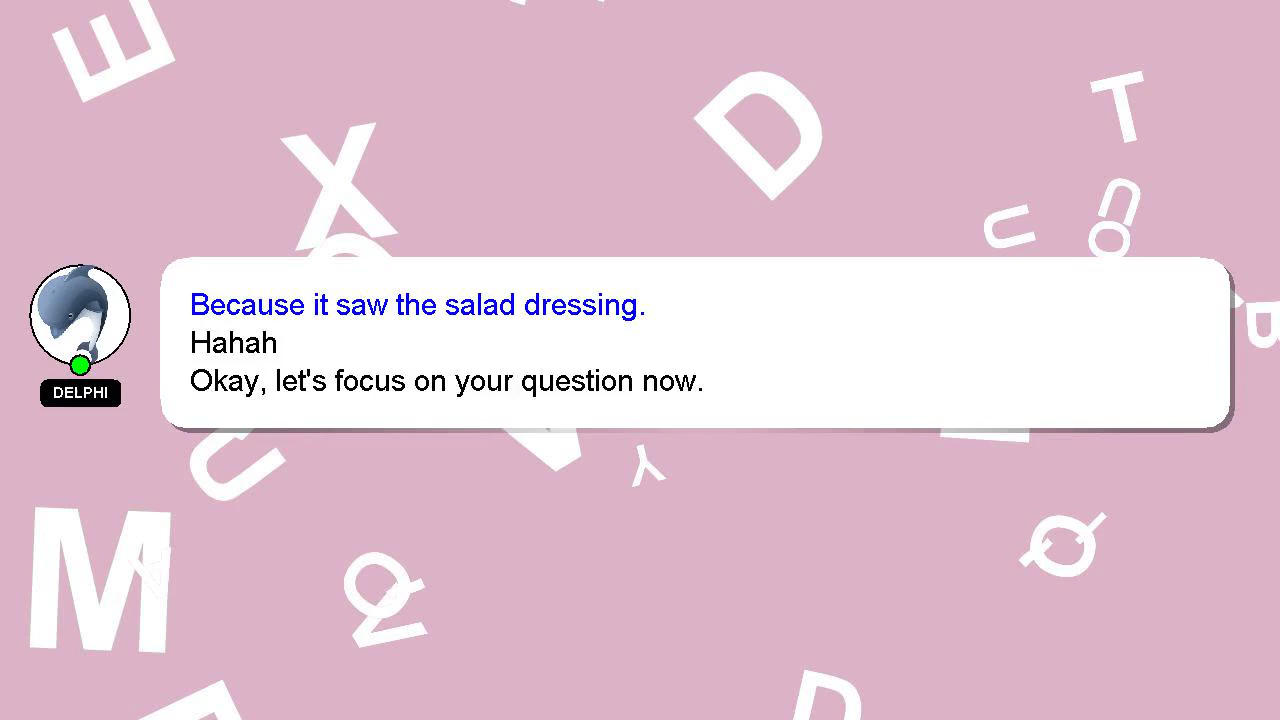 Because it saw the salad dressing.
Hahah
Okay, let's focus on your question now.
DELPHI
E
X
D
T
U
U
O
B
U
Y
M
A
Q
Z
Q
D